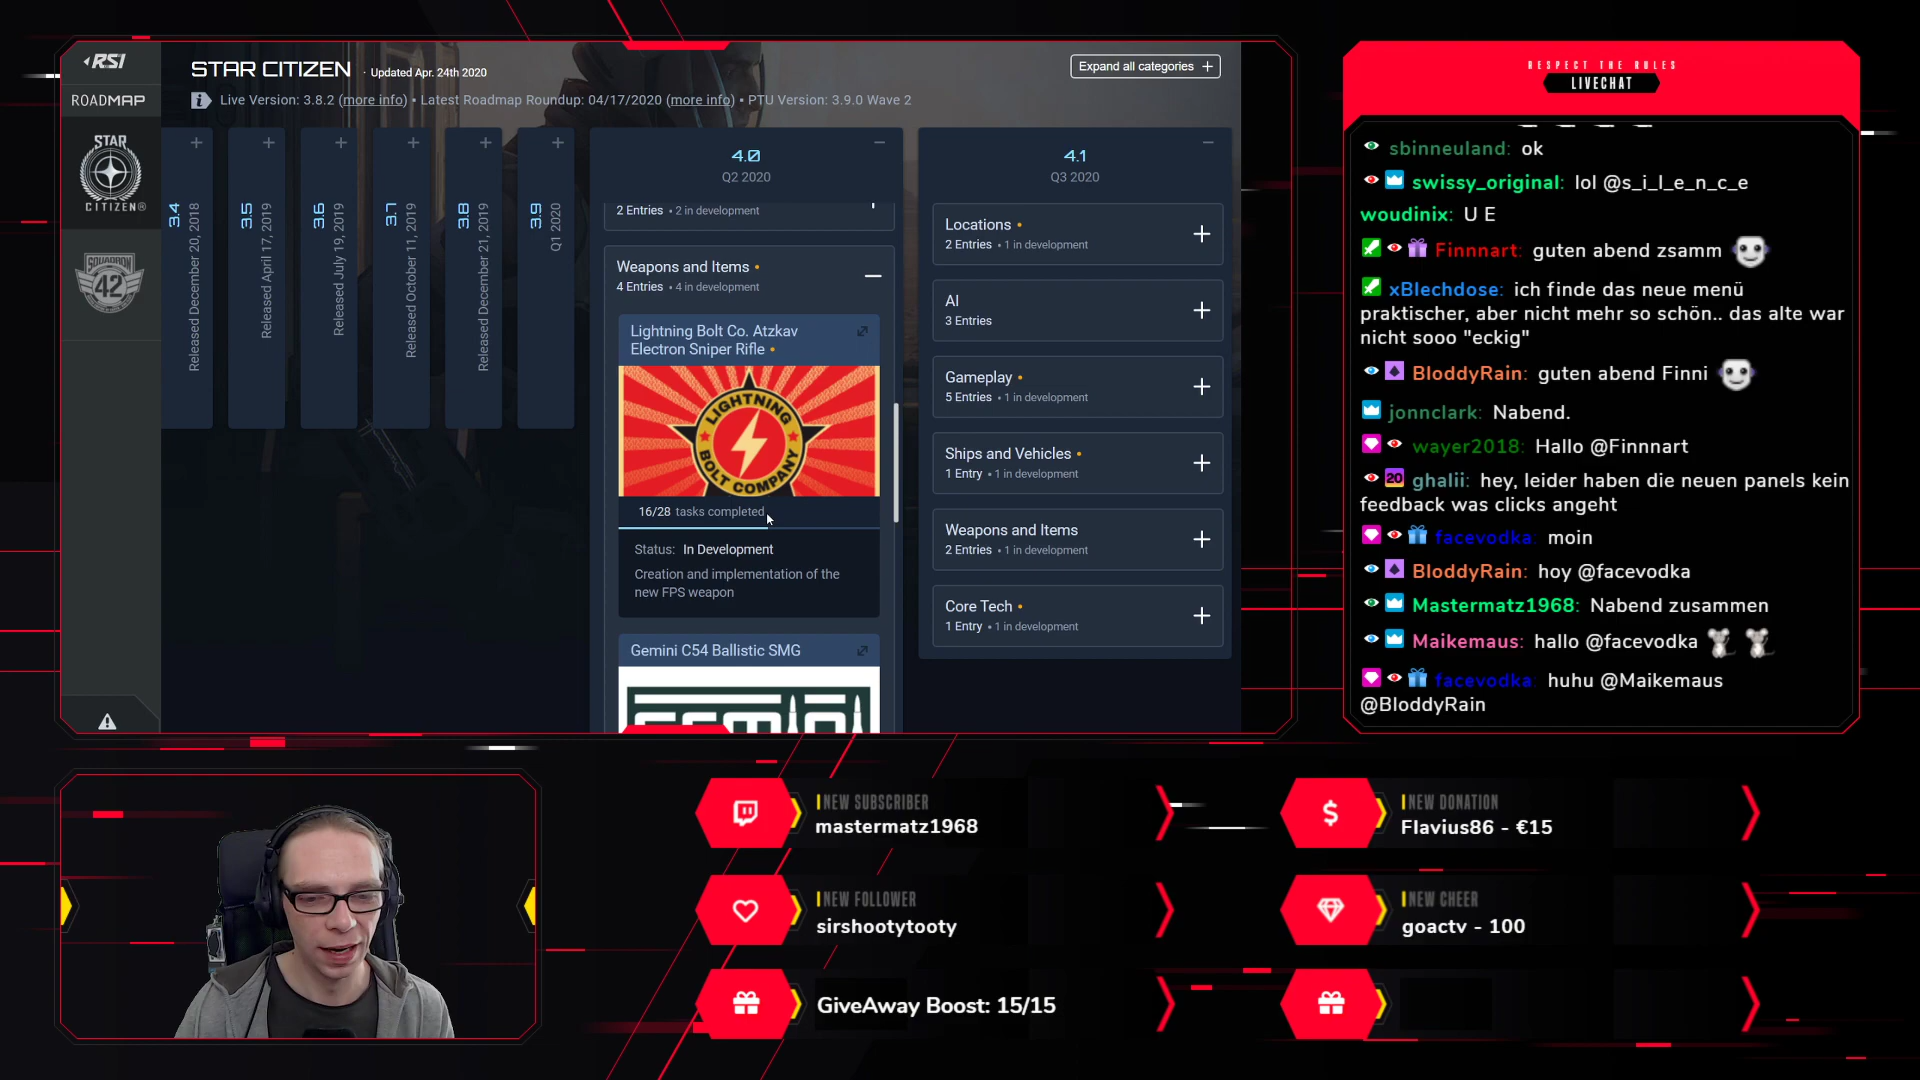 RSI
ROADMAP
STAR CITIZEN®
SQUADRON 42
STAR CITIZEN · Updated Apr. 24th 2020
Expand all categories +
Live Version: 3.8.2 (more info) • Latest Roadmap Roundup: 04/17/2020 (more info) • PTU Version: 3.9.0 Wave 2
3.4 Released December 20, 2018
3.5 Released April 17, 2019
3.6 Released July 19, 2019
3.7 Released October 11, 2019
3.8 Released December 21, 2019
3.9 Q1 2020
4.0
Q2 2020
2 Entries • 2 in development
Weapons and Items •
4 Entries • 4 in development
Lightning Bolt Co. Atzkav
Electron Sniper Rifle •
LIGHTNING
BOLT COMPANY
16/28 tasks completed
Status: In Development
Creation and implementation of the
new FPS weapon
Gemini C54 Ballistic SMG
4.1
Q3 2020
Locations •
2 Entries • 1 in development
AI
3 Entries
Gameplay •
5 Entries • 1 in development
Ships and Vehicles •
1 Entry • 1 in development
Weapons and Items
2 Entries • 1 in development
Core Tech •
1 Entry • 1 in development
RESPECT THE RULES
LIVECHAT
sbinneuland: ok
swissy_original: lol @s_i_l_e_n_c_e
woudinix: U E
Finnnart: guten abend zsamm
xBlechdose: ich finde das neue menü
praktischer, aber nicht mehr so schön.. das alte war
nicht sooo "eckig"
BloddyRain: guten abend Finni
jonnclark: Nabend.
wayer2018: Hallo @Finnnart
20 ghalii: hey, leider haben die neuen panels kein
feedback was clicks angeht
facevodka: moin
BloddyRain: hoy @facevodka
Mastermatz1968: Nabend zusammen
Maikemaus: hallo @facevodka
facevodka: huhu @Maikemaus
@BloddyRain
NEW SUBSCRIBER
mastermatz1968
NEW DONATION
Flavius86 - €15
NEW FOLLOWER
sirshootytooty
NEW CHEER
goactv - 100
GiveAway Boost: 15/15